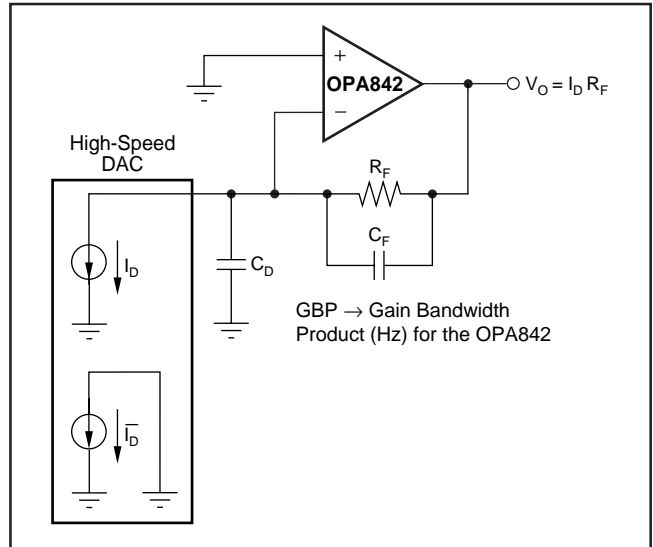 +
OPA842
−
V_O = I_D R_F
High-Speed
DAC
R_F
C_F
I_D
C_D
GBP → Gain Bandwidth
Product (Hz) for the OPA842
\overline{I_D}